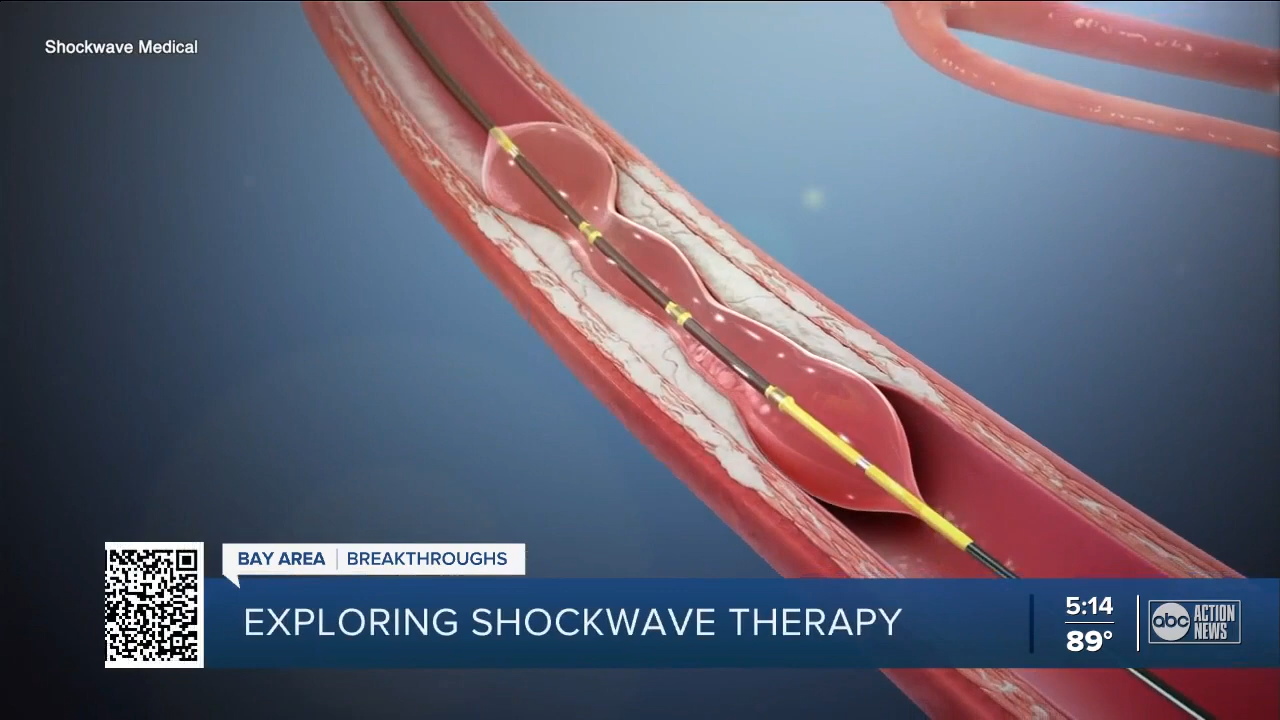 Shockwave Medical
BAY AREA | BREAKTHROUGHS
EXPLORING SHOCKWAVE THERAPY
5:14
89°
abc ACTION
NEWS